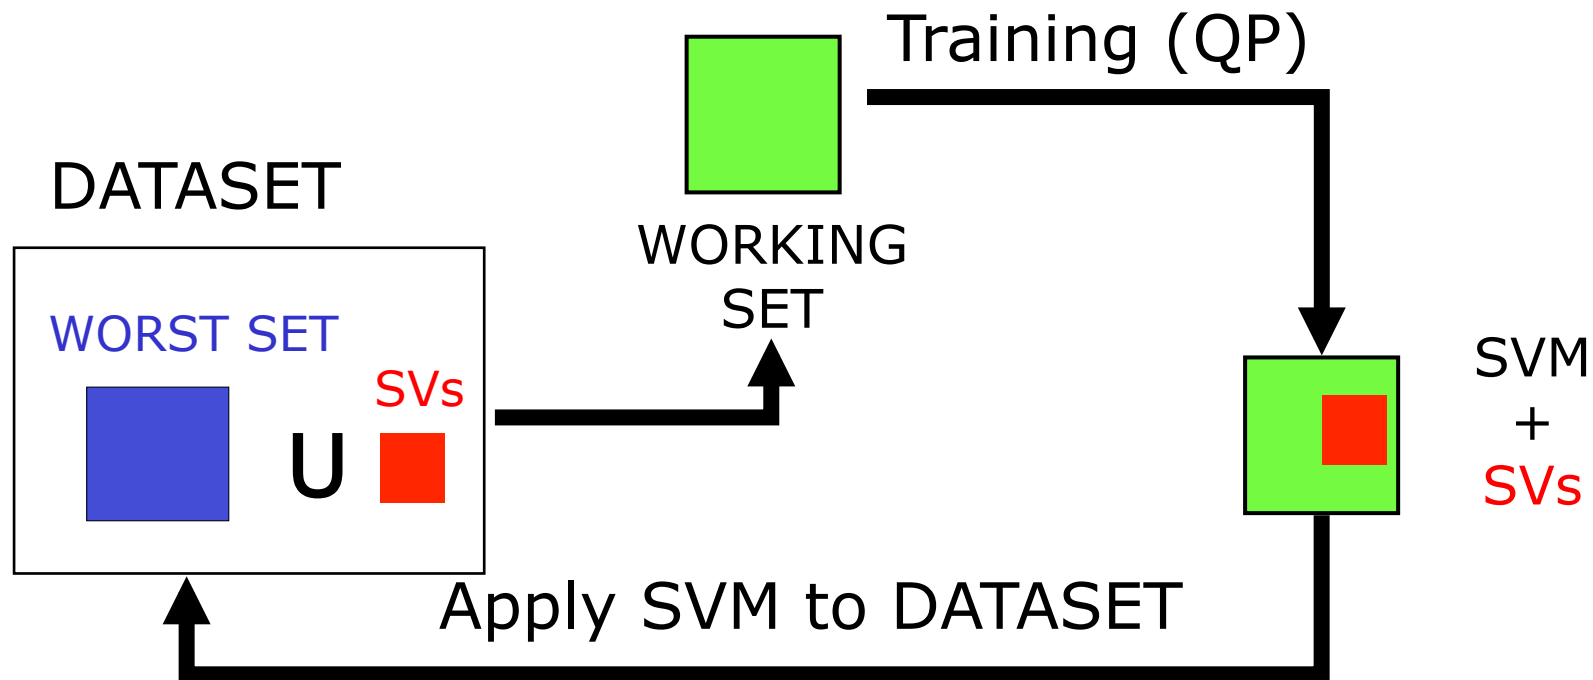 Training (QP)
DATASET
WORKING
SET
WORST SET
SVs
U
SVM
+
SVs
Apply SVM to DATASET